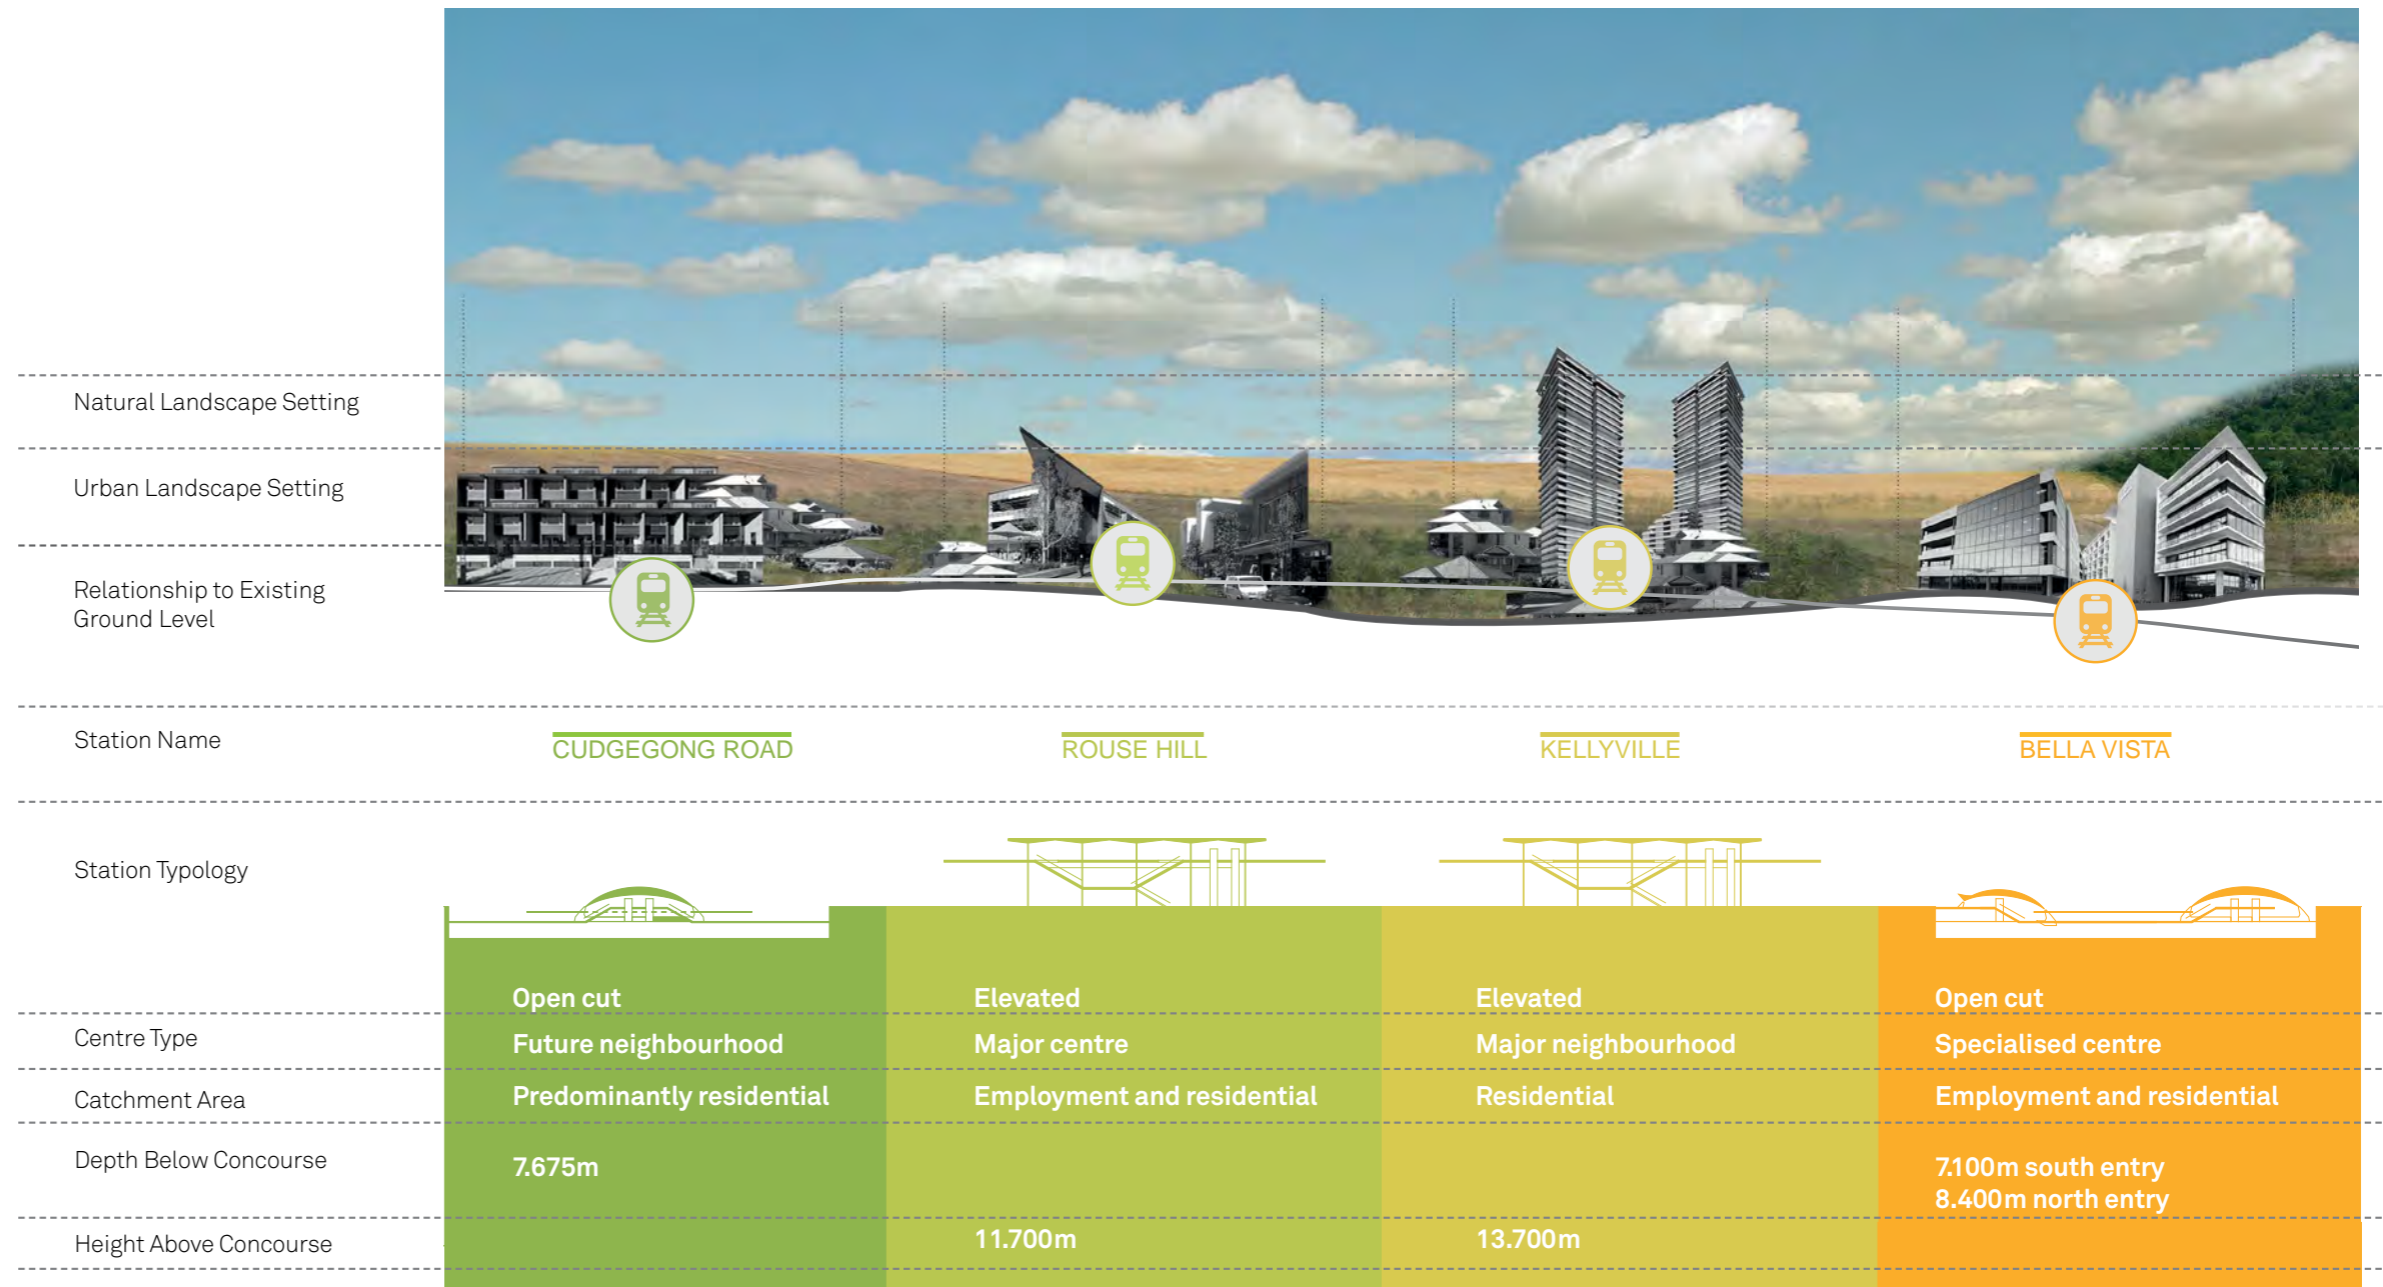 Natural Landscape Setting
Urban Landscape Setting
Relationship to Existing
Ground Level
Station Name
CUDGEGONG ROAD
ROUSE HILL
KELLYVILLE
BELLA VISTA
Station Typology
Open cut
Elevated
Elevated
Open cut
Centre Type
Future neighbourhood
Major centre
Major neighbourhood
Specialised centre
Catchment Area
Predominantly residential
Employment and residential
Residential
Employment and residential
Depth Below Concourse
7.675m
7.100m south entry
8.400m north entry
Height Above Concourse
11.700m
13.700m